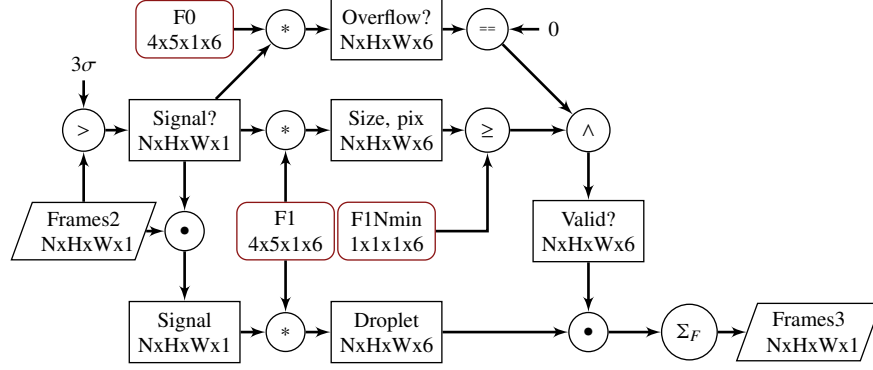 F0
4x5x1x6
*
Overflow?
NxHxWx6
==
0
3σ
>
Signal?
NxHxWx1
*
Size, pix
NxHxWx6
≥
∧
Frames2
NxHxWx1
•
F1
4x5x1x6
F1Nmin
1x1x1x6
Valid?
NxHxWx6
Signal
NxHxWx1
*
Droplet
NxHxWx6
•
Σ_F
Frames3
NxHxWx1